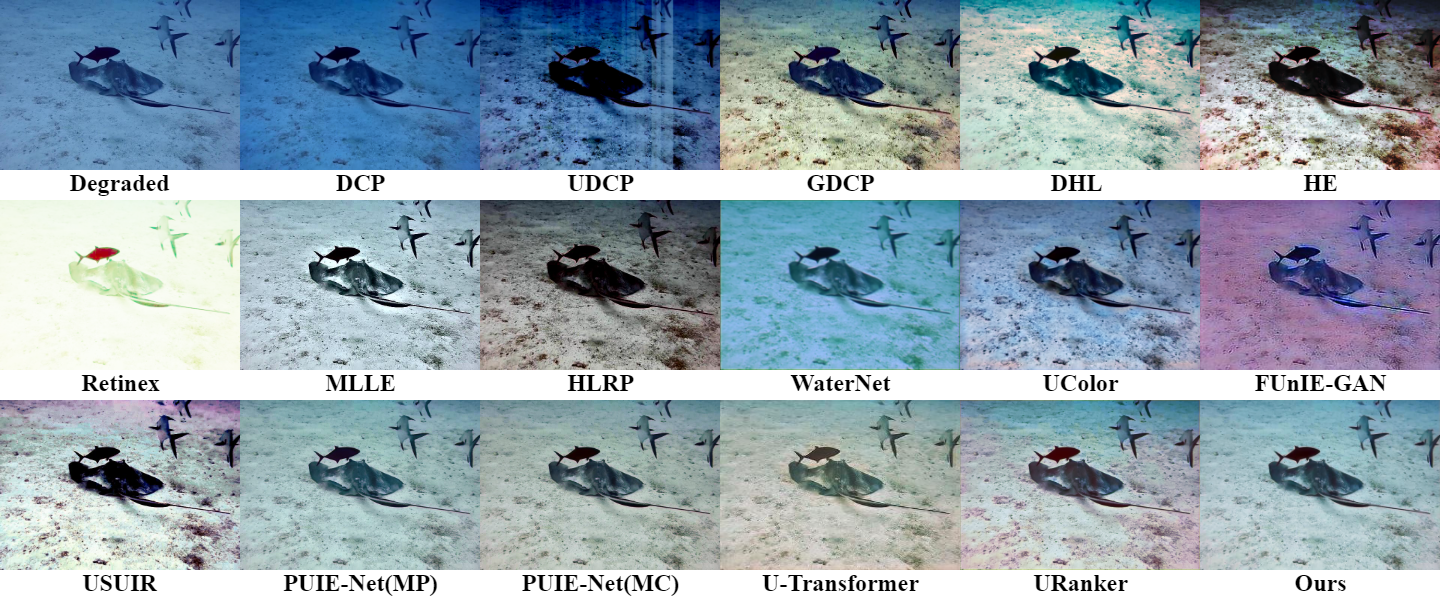 Degraded DCP UDCP GDCP DHL HE
Retinex MLLE HLRP WaterNet UColor FUnIE-GAN
USUIR PUIE-Net(MP) PUIE-Net(MC) U-Transformer URanker Ours